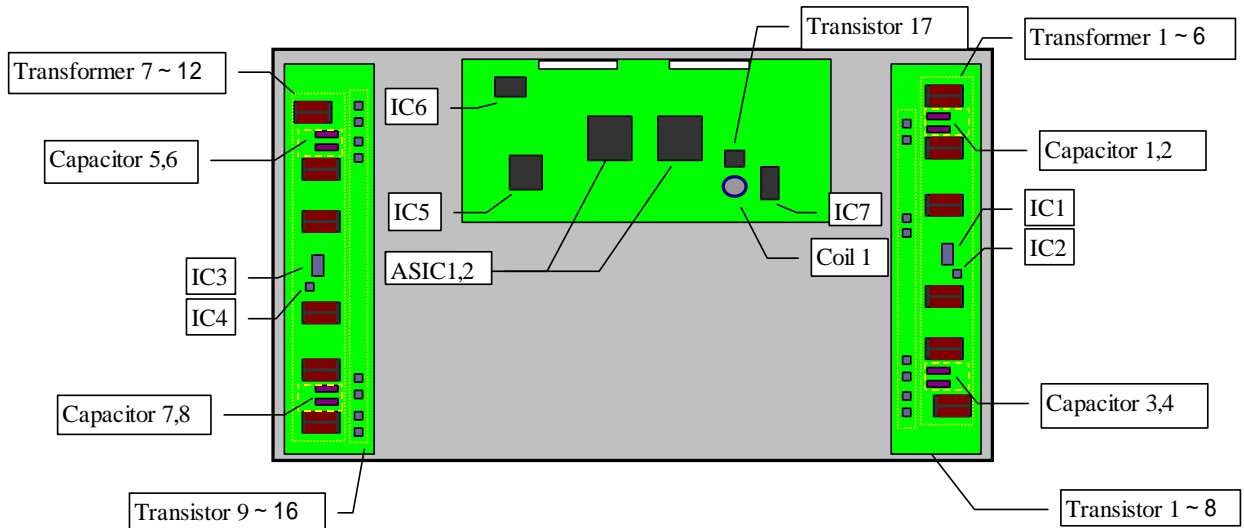 Transistor 17
Transformer 1 ~ 6
Transformer 7 ~ 12
IC6
Capacitor 5,6
Capacitor 1,2
IC5
IC7
IC1
IC3
ASIC1,2
Coil 1
IC2
IC4
Capacitor 7,8
Capacitor 3,4
Transistor 9 ~ 16
Transistor 1 ~ 8